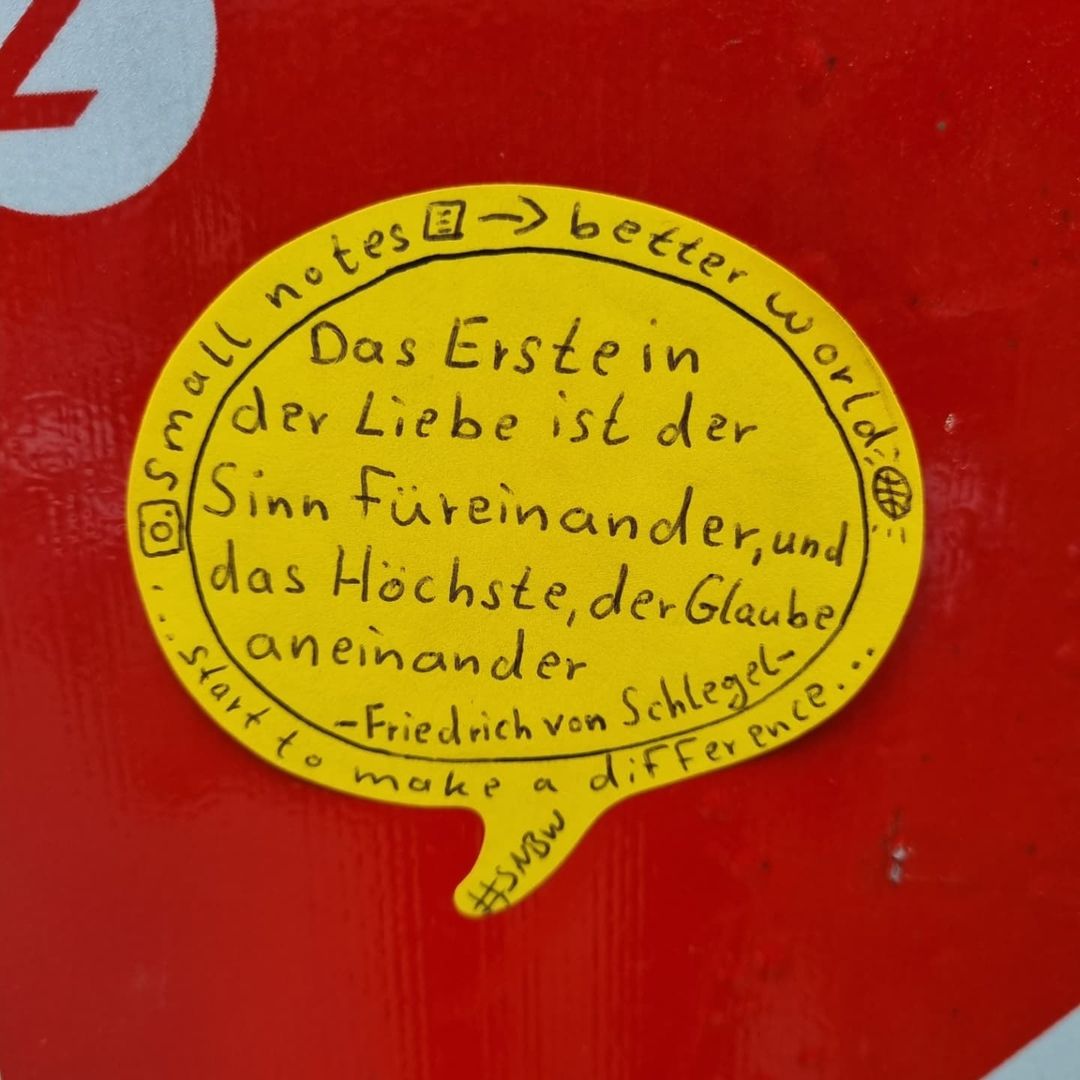 small notes → better world
Das Erste in
der Liebe ist der
Sinn füreinander, und
das Höchste, der Glaube
aneinander
-Friedrich von Schlegel-
...start to make a difference...
#SNBW